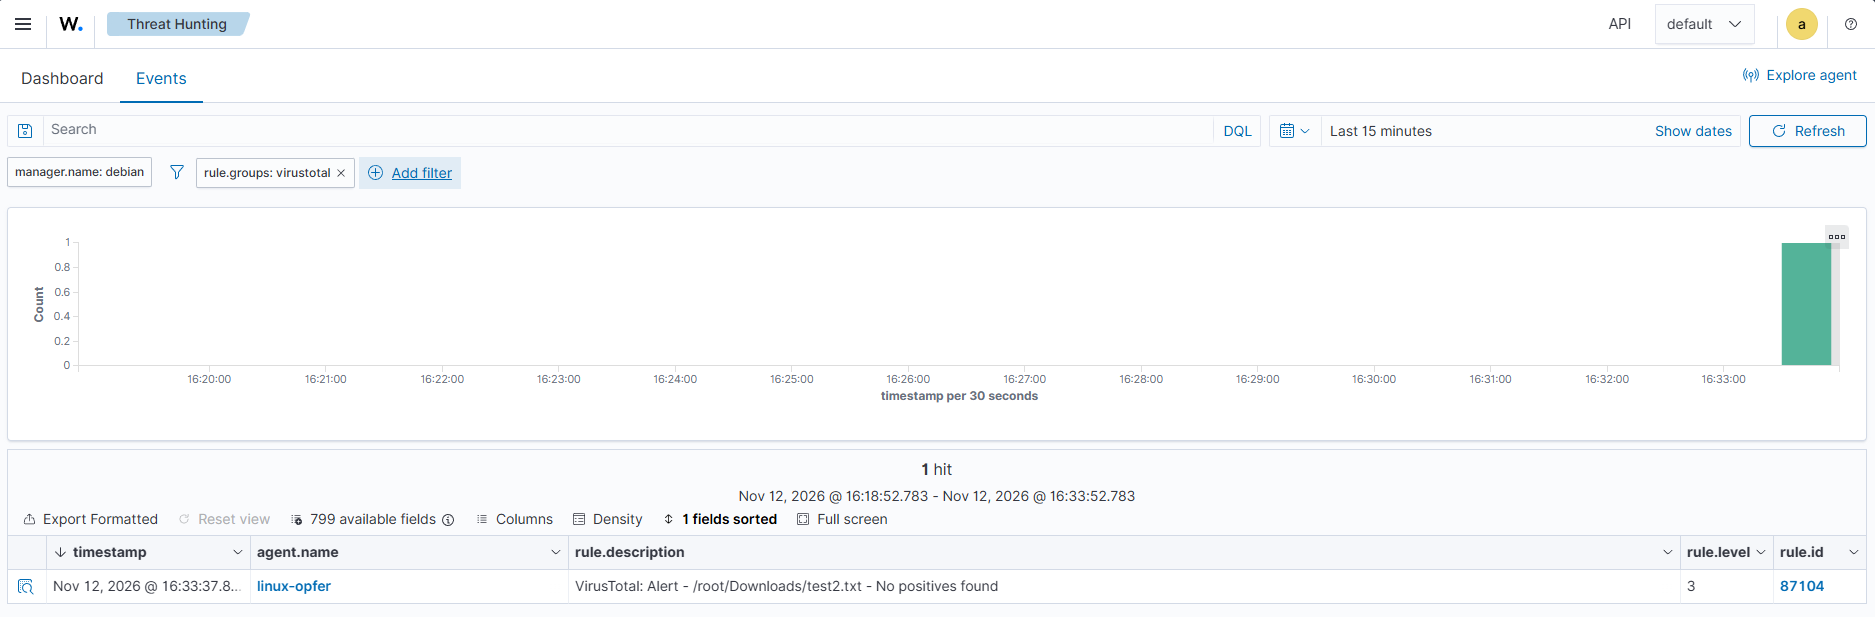 W. Threat Hunting API default a
Dashboard Events Explore agent
Search DQL Last 15 minutes Show dates Refresh
manager.name: debian rule.groups: virustotal × Add filter
1
0.8
0.6
0.4
0.2
0
Count
16:20:00 16:21:00 16:22:00 16:23:00 16:24:00 16:25:00 16:26:00 16:27:00 16:28:00 16:29:00 16:30:00 16:31:00 16:32:00 16:33:00
timestamp per 30 seconds
1 hit
Nov 12, 2026 @ 16:18:52.783 - Nov 12, 2026 @ 16:33:52.783
Export Formatted Reset view 799 available fields Columns Density 1 fields sorted Full screen
timestamp agent.name rule.description rule.level rule.id
Nov 12, 2026 @ 16:33:37.8... linux-opfer VirusTotal: Alert - /root/Downloads/test2.txt - No positives found 3 87104